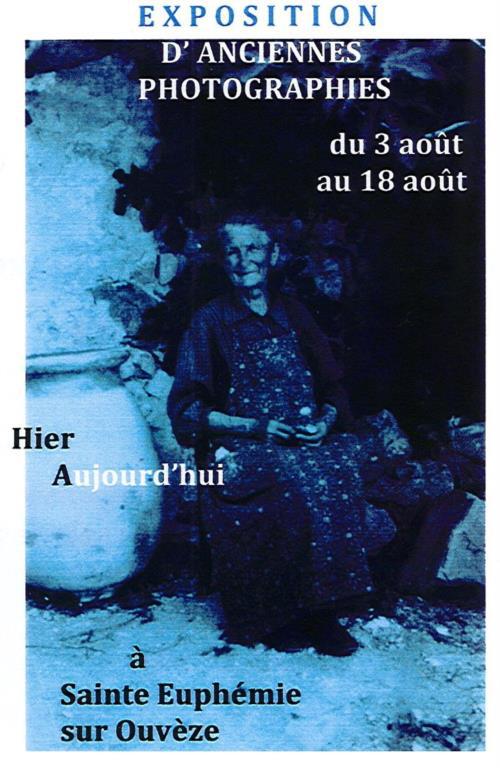 EXPOSITION
D’ ANCIENNES
PHOTOGRAPHIES
du 3 août
au 18 août
Hier
Aujourd’hui
à
Sainte Euphémie
sur Ouvèze